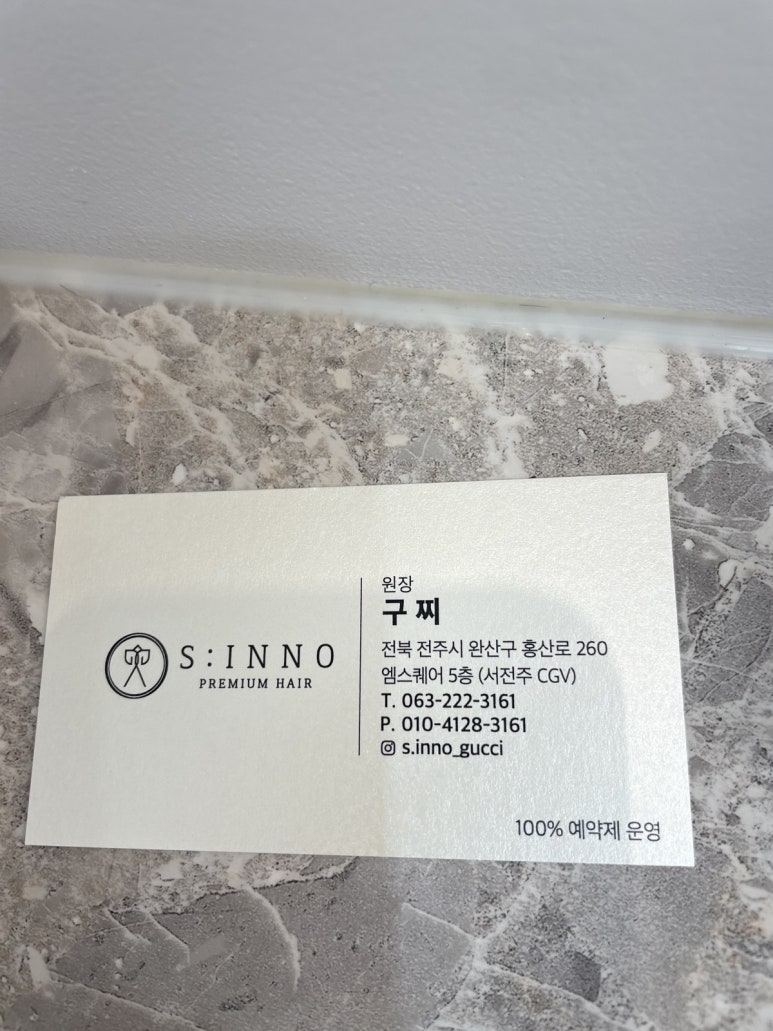 S:INNO
PREMIUM HAIR
원장
구찌
전북 전주시 완산구 홍산로 260
엠스퀘어 5층 (서전주 CGV)
T. 063-222-3161
P. 010-4128-3161
s.inno_gucci
100% 예약제 운영